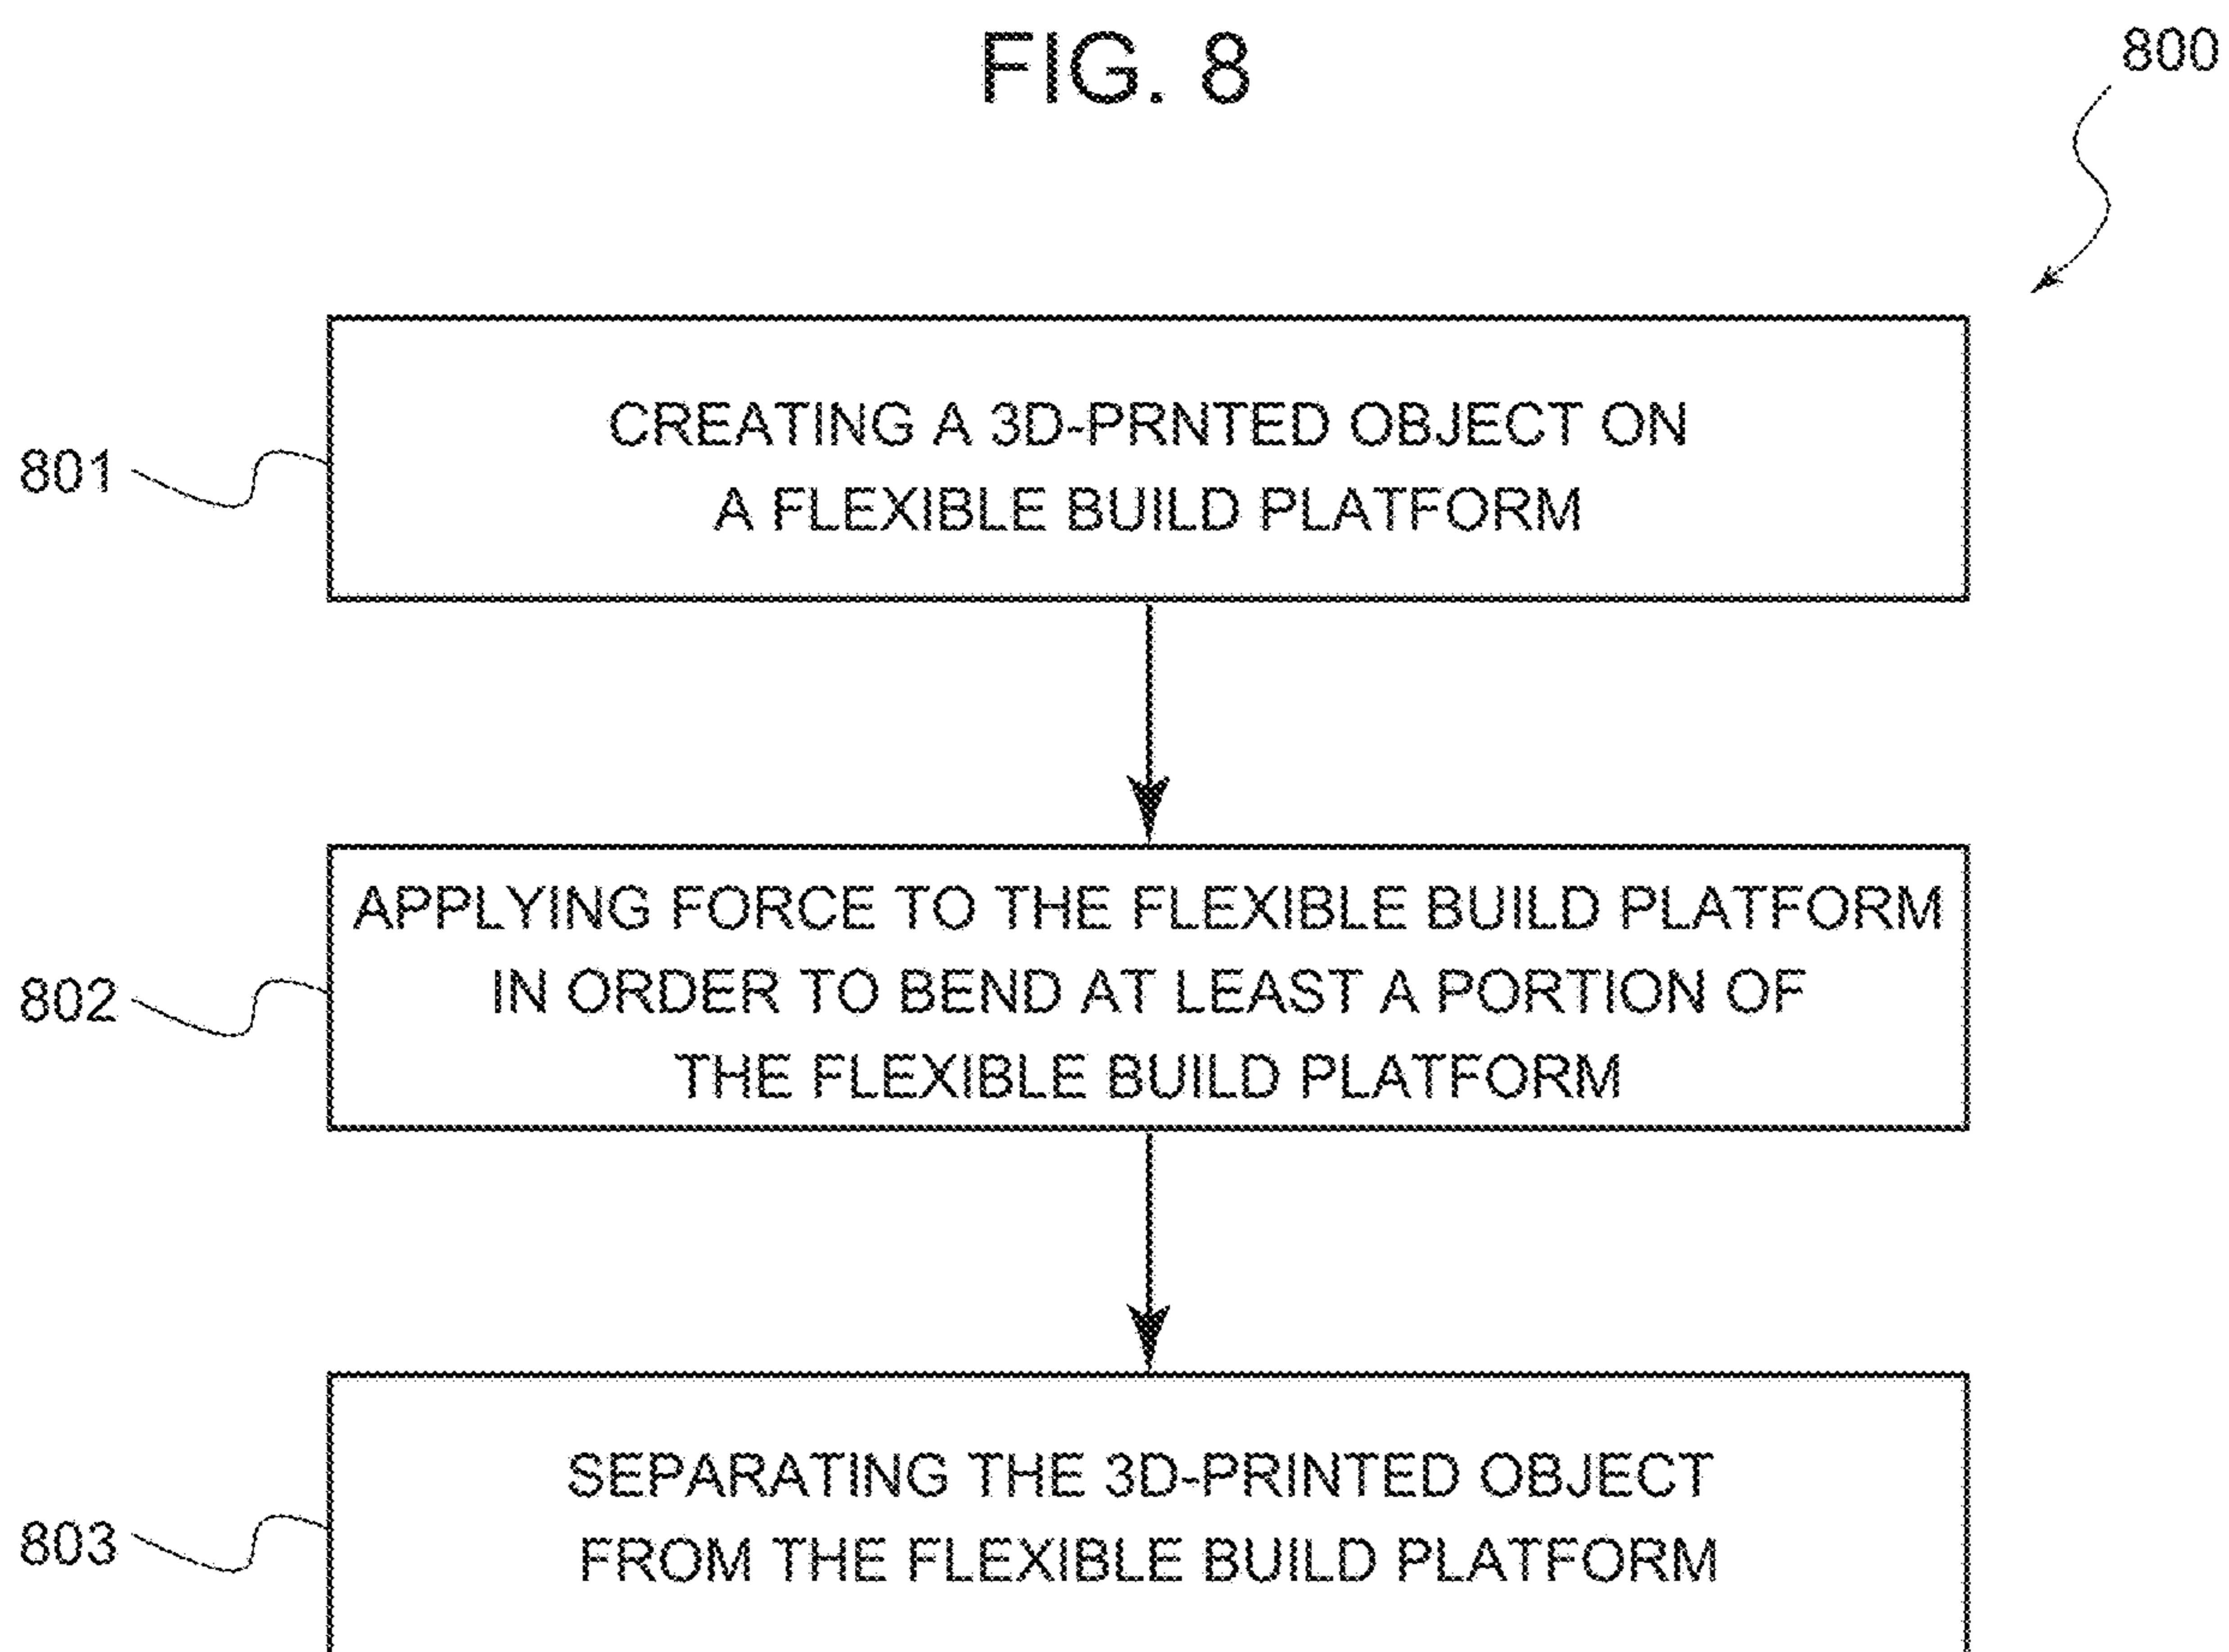 FIG. 8
800
801
CREATING A 3D-PRNTED OBJECT ON
A FLEXIBLE BUILD PLATFORM
802
APPLYING FORCE TO THE FLEXIBLE BUILD PLATFORM
IN ORDER TO BEND AT LEAST A PORTION OF
THE FLEXIBLE BUILD PLATFORM
803
SEPARATING THE 3D-PRINTED OBJECT
FROM THE FLEXIBLE BUILD PLATFORM